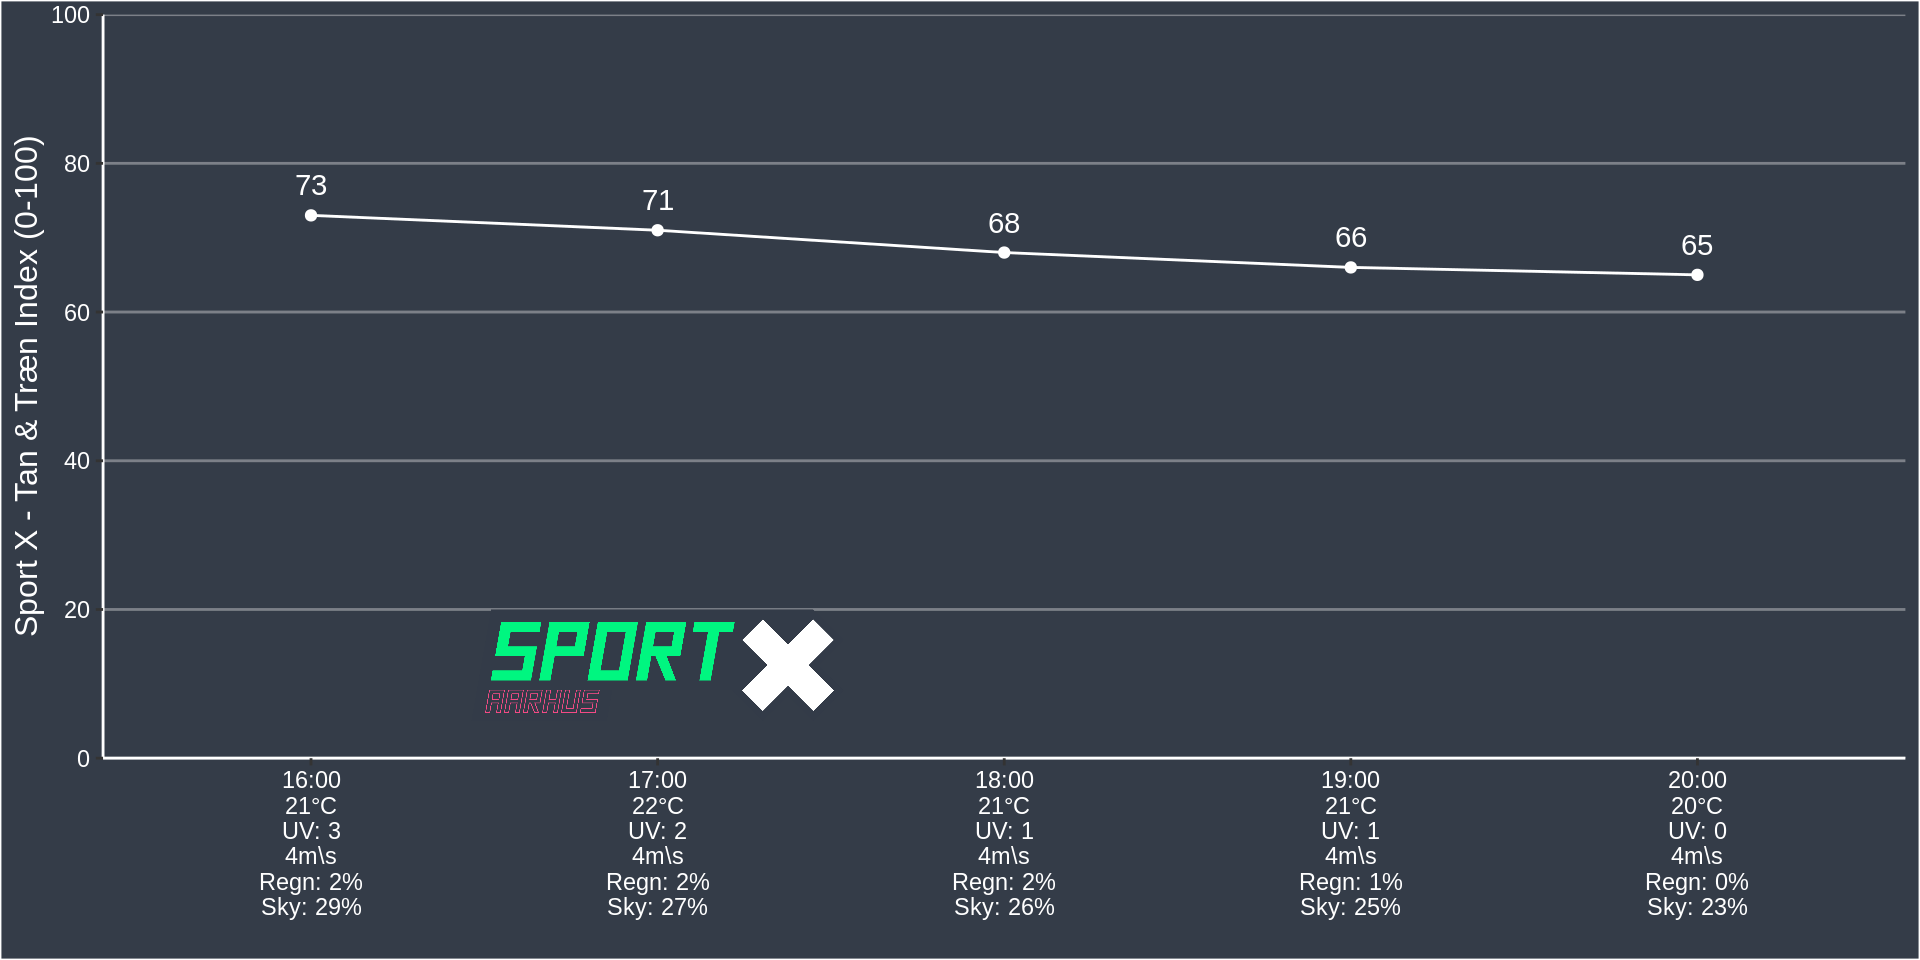 Sport X - Tan & Træn Index (0-100)
100
80
60
40
20
0
73
71
68
66
65
SPORT X
AARHUS
16:00
21°C
UV: 3
4m\s
Regn: 2%
Sky: 29%
17:00
22°C
UV: 2
4m\s
Regn: 2%
Sky: 27%
18:00
21°C
UV: 1
4m\s
Regn: 2%
Sky: 26%
19:00
21°C
UV: 1
4m\s
Regn: 1%
Sky: 25%
20:00
20°C
UV: 0
4m\s
Regn: 0%
Sky: 23%